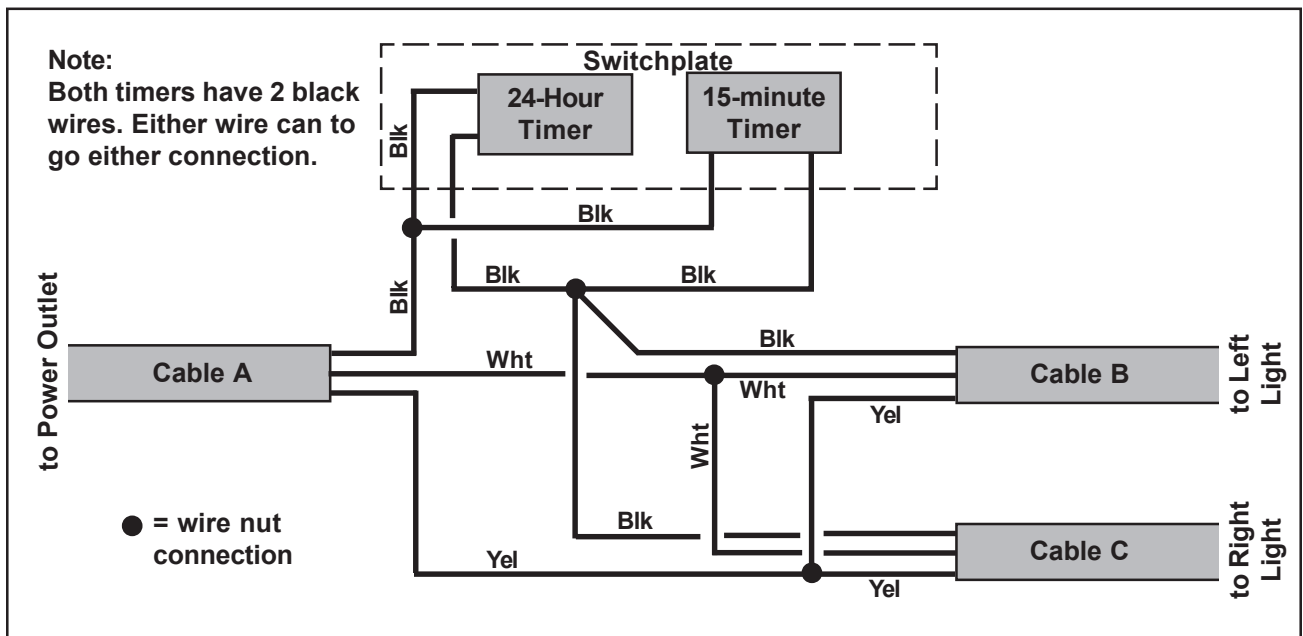 Note:
Both timers have 2 black
wires. Either wire can to
go either connection.
Switchplate
24-Hour
Timer
15-minute
Timer
Blk
Blk
Blk
Blk
Blk
to Power Outlet
Cable A
Wht
Blk
Wht
Yel
Cable B
to Left
Light
Wht
= wire nut
connection
Blk
Yel
Yel
Cable C
to Right
Light